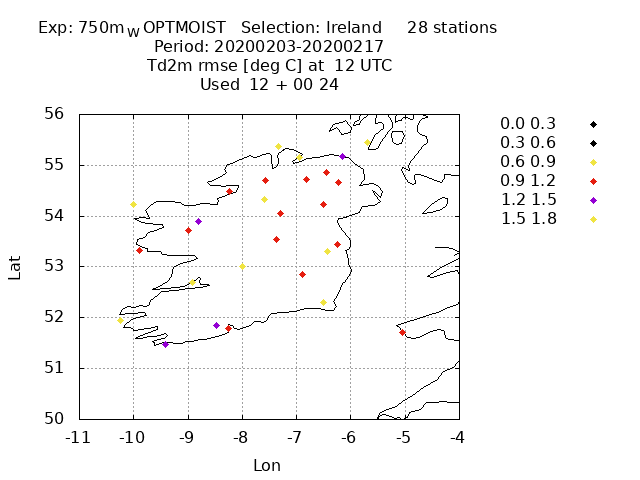 Exp: 750mW OPTMOIST Selection: Ireland 28 stations
Period: 20200203-20200217
Td2m rmse [deg C] at 12 UTC
Used 12 + 00 24
56
55
54
53
52
51
50
-11 -10 -9 -8 -7 -6 -5 -4
Lat
Lon
0.0 0.3
0.3 0.6
0.6 0.9
0.9 1.2
1.2 1.5
1.5 1.8